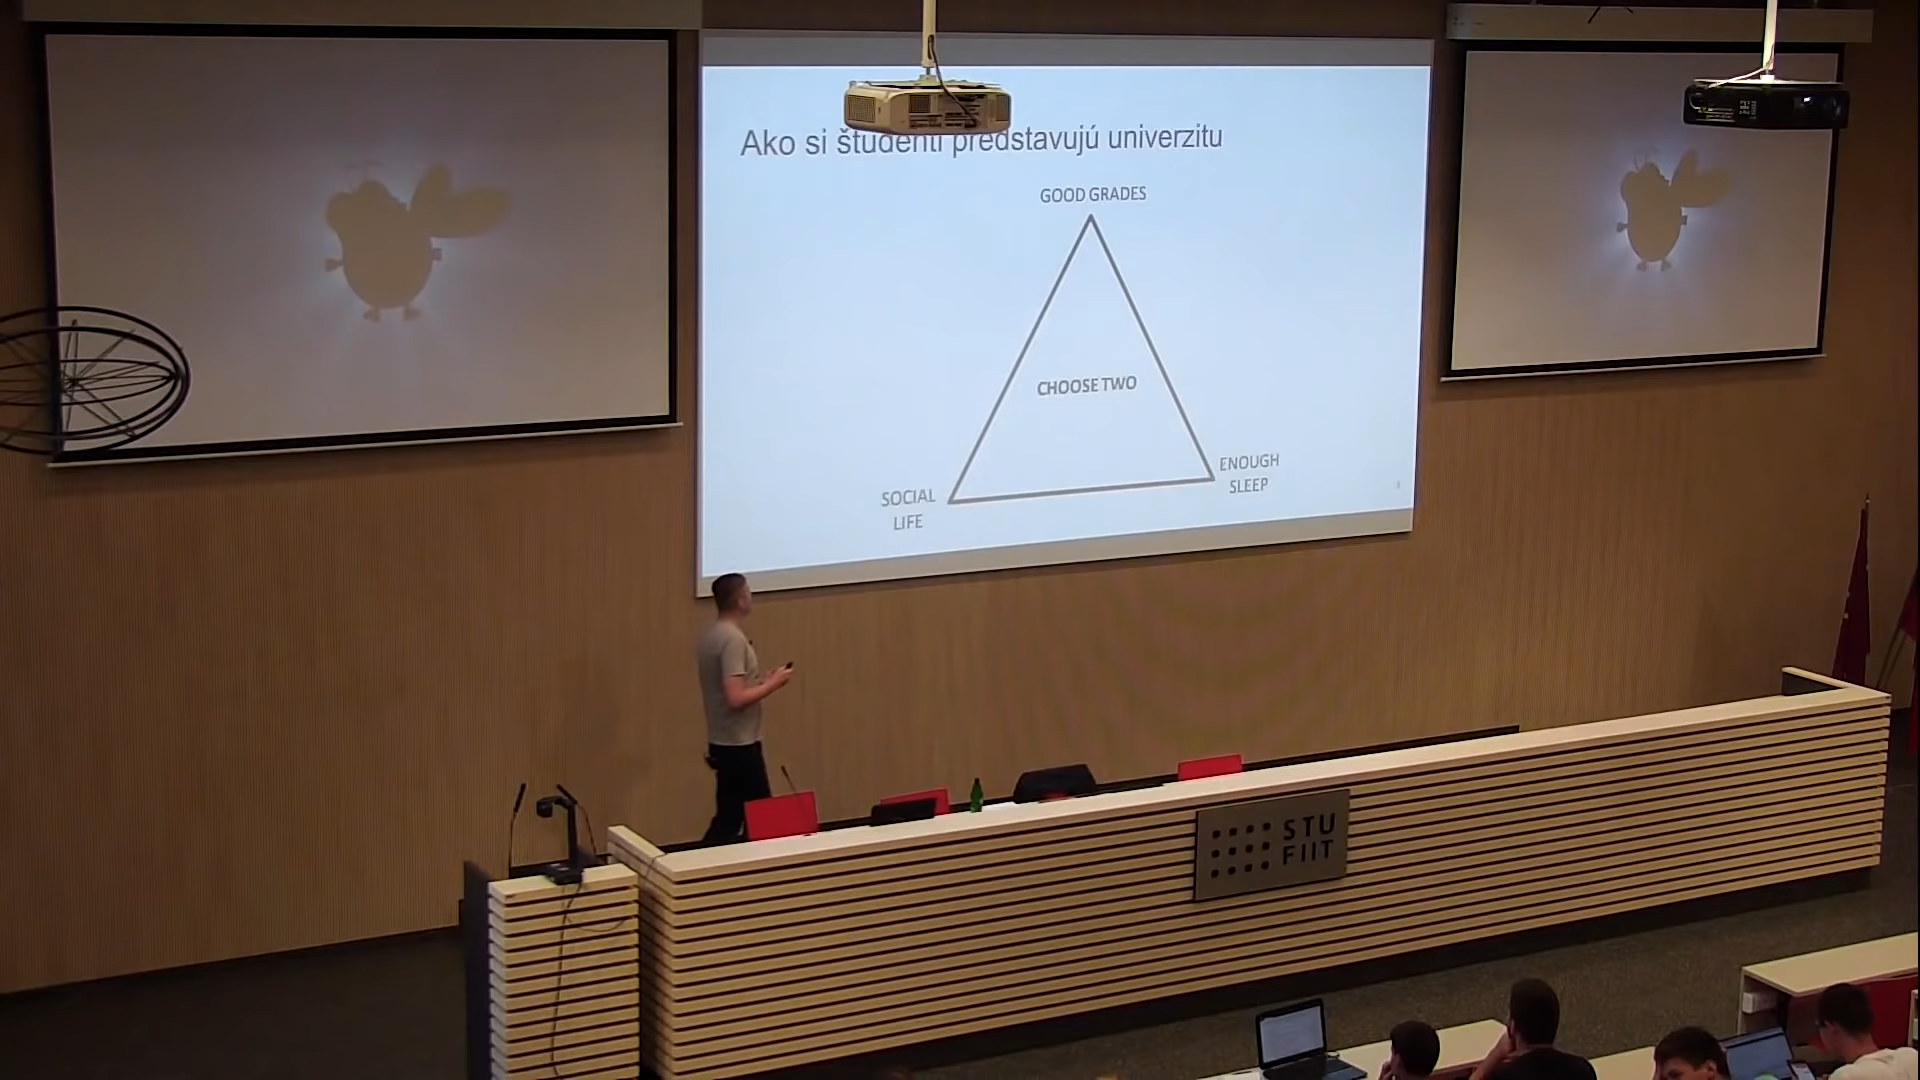 Ako si študenti predstavujú univerzitu
GOOD GRADES
CHOOSE TWO
ENOUGH
SLEEP
SOCIAL
LIFE
STU
FIIT